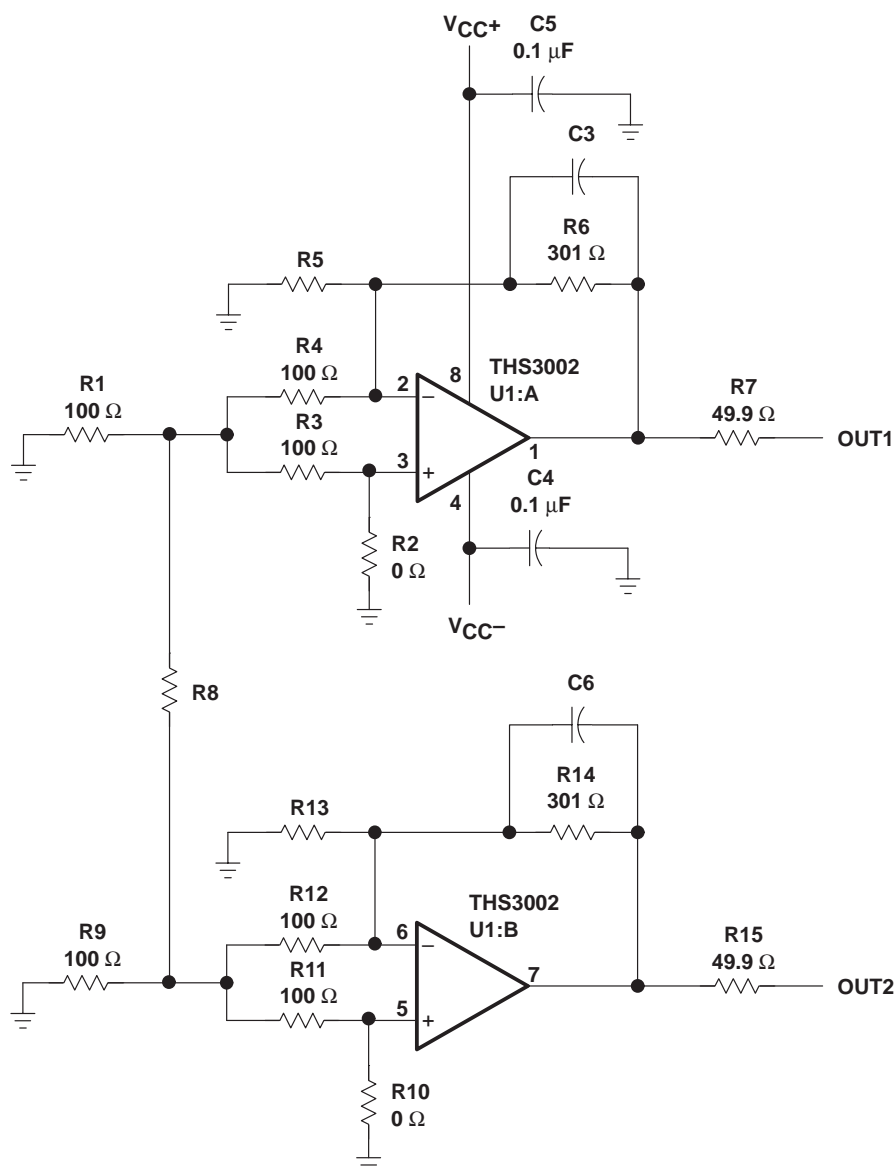 VCC+
C5
0.1 μF
C3
R6
301 Ω
R5
R4
100 Ω
THS3002
U1:A
8
2
−
R1
100 Ω
R3
100 Ω
R7
49.9 Ω
3
+
1
OUT1
4
C4
0.1 μF
R2
0 Ω
VCC−
R8
C6
R14
301 Ω
R13
R12
100 Ω
THS3002
U1:B
6
−
R9
100 Ω
R11
100 Ω
7
R15
49.9 Ω
5
+
OUT2
R10
0 Ω